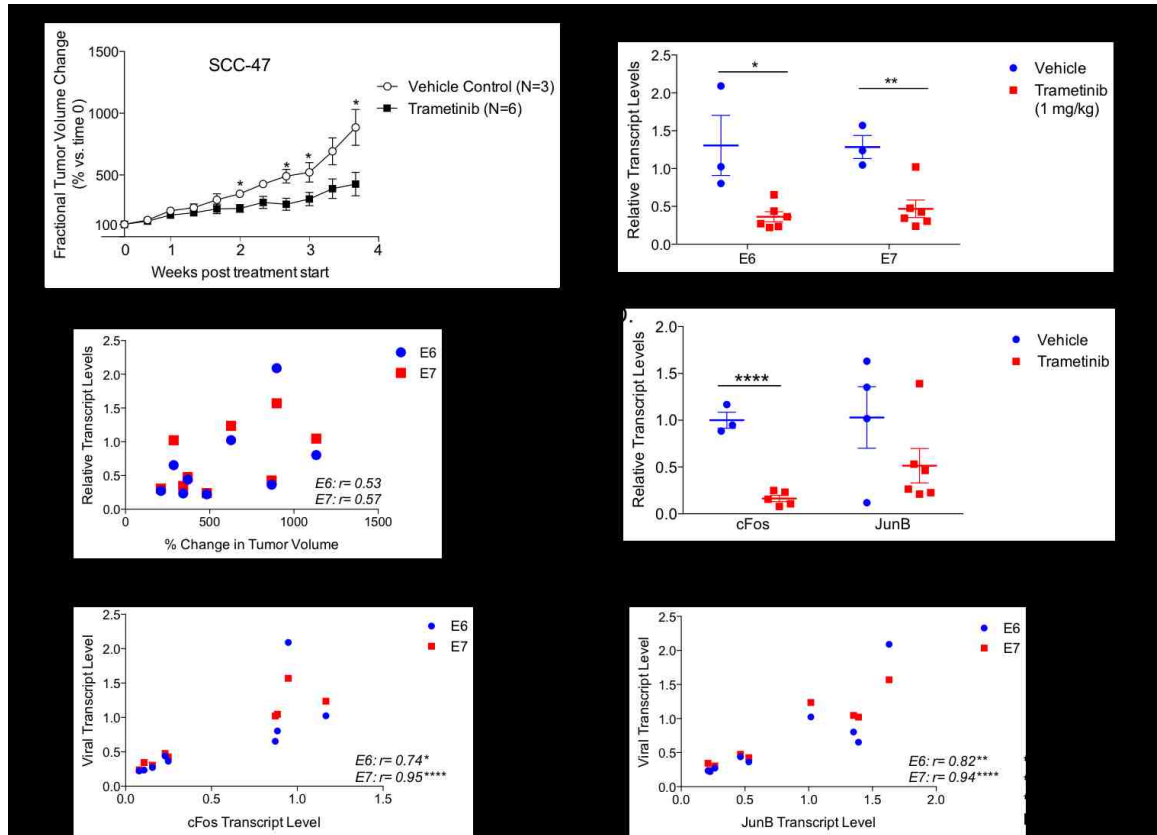 1500
SCC-47
Vehicle Control (N=3)
Trametinib (N=6)
*
1000
500
100
* * *
0 1 2 3 4
Weeks post treatment start
Fractional Tumor Volume Change
(% vs. time 0)
2.5
2.0
1.5
1.0
0.5
0.0
Relative Transcript Levels
* **
Vehicle
Trametinib
(1 mg/kg)
E6 E7
2.5
2.0
1.5
1.0
0.5
0.0
Relative Transcript Levels
E6
E7
E6: r= 0.53
E7: r= 0.57
0 500 1000 1500
% Change in Tumor Volume
2.0
1.5
1.0
0.5
0.0
Relative Transcript Levels
****
Vehicle
Trametinib
cFos JunB
2.5
2.0
1.5
1.0
0.5
0.0
Viral Transcript Level
E6
E7
E6: r= 0.74*
E7: r= 0.95****
0.0 0.5 1.0 1.5
cFos Transcript Level
2.5
2.0
1.5
1.0
0.5
0.0
Viral Transcript Level
E6
E7
E6: r= 0.82**
E7: r= 0.94****
0.0 0.5 1.0 1.5 2.0
JunB Transcript Level